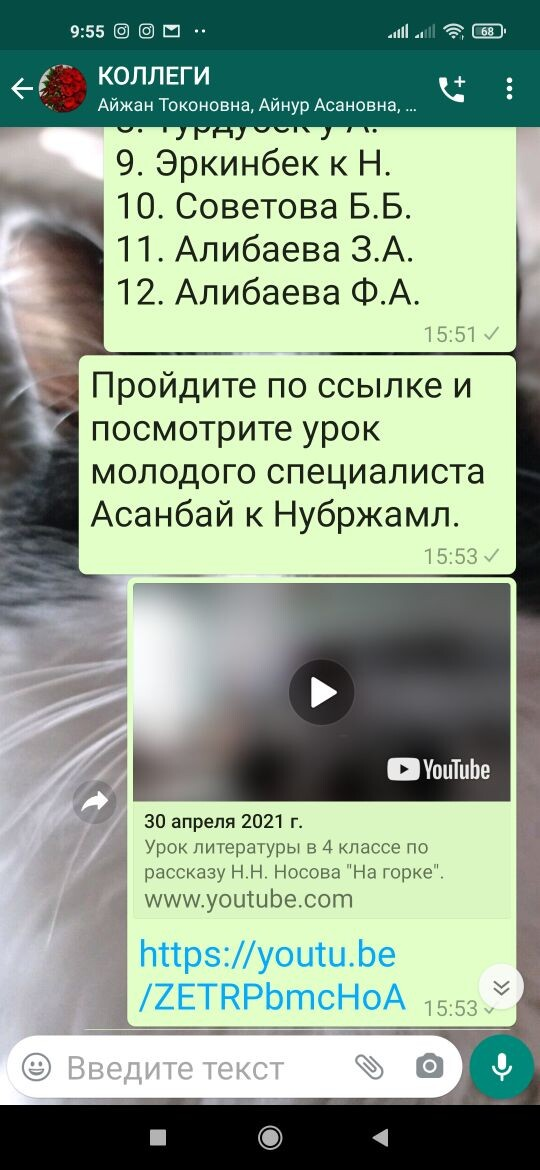 9:55
68
КОЛЛЕГИ
Айжан Токоновна, Айнур Асановна, ...
9. Эркинбек к Н.
10. Советова Б.Б.
11. Алибаева З.А.
12. Алибаева Ф.А.
15:51
Пройдите по ссылке и
посмотрите урок
молодого специалиста
Асанбай к Нубржамл.
15:53
YouTube
30 апреля 2021 г.
Урок литературы в 4 классе по
рассказу Н.Н. Носова "На горке".
www.youtube.com
https://youtu.be
/ZETRPbmcHoA
15:53
Введите текст